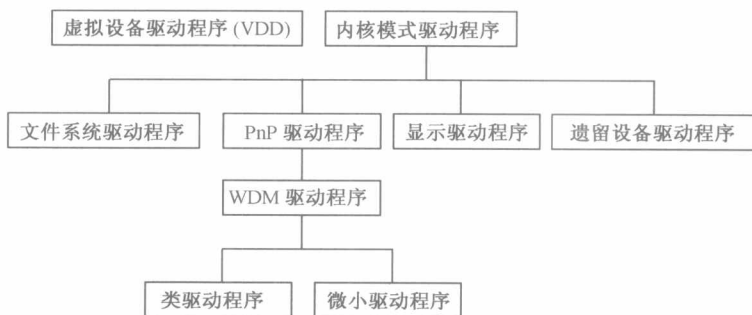 虚拟设备驱动程序 (VDD)
内核模式驱动程序
文件系统驱动程序
PnP 驱动程序
显示驱动程序
遗留设备驱动程序
WDM 驱动程序
类驱动程序
微小驱动程序